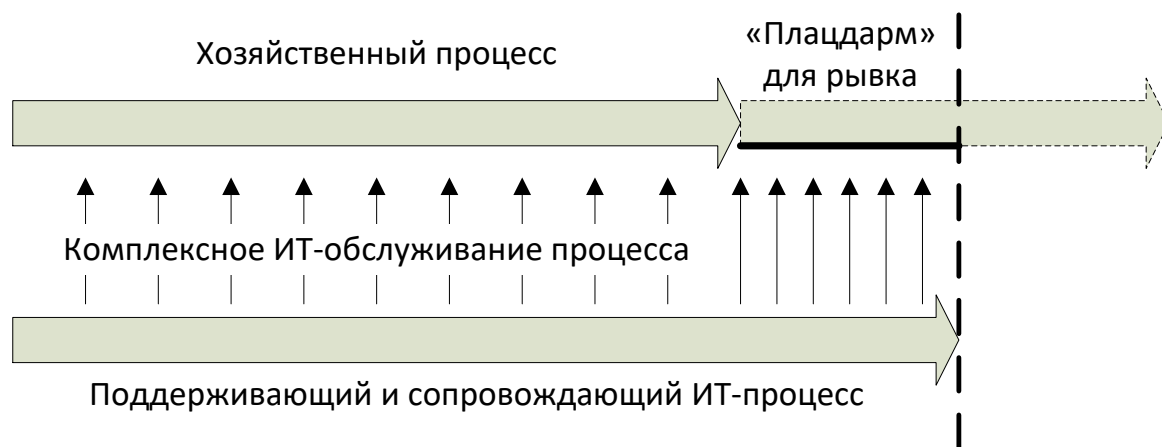 Хозяйственный процесс
«Плацдарм»
для рывка
Комплексное ИТ-обслуживание процесса
Поддерживающий и сопровождающий ИТ-процесс